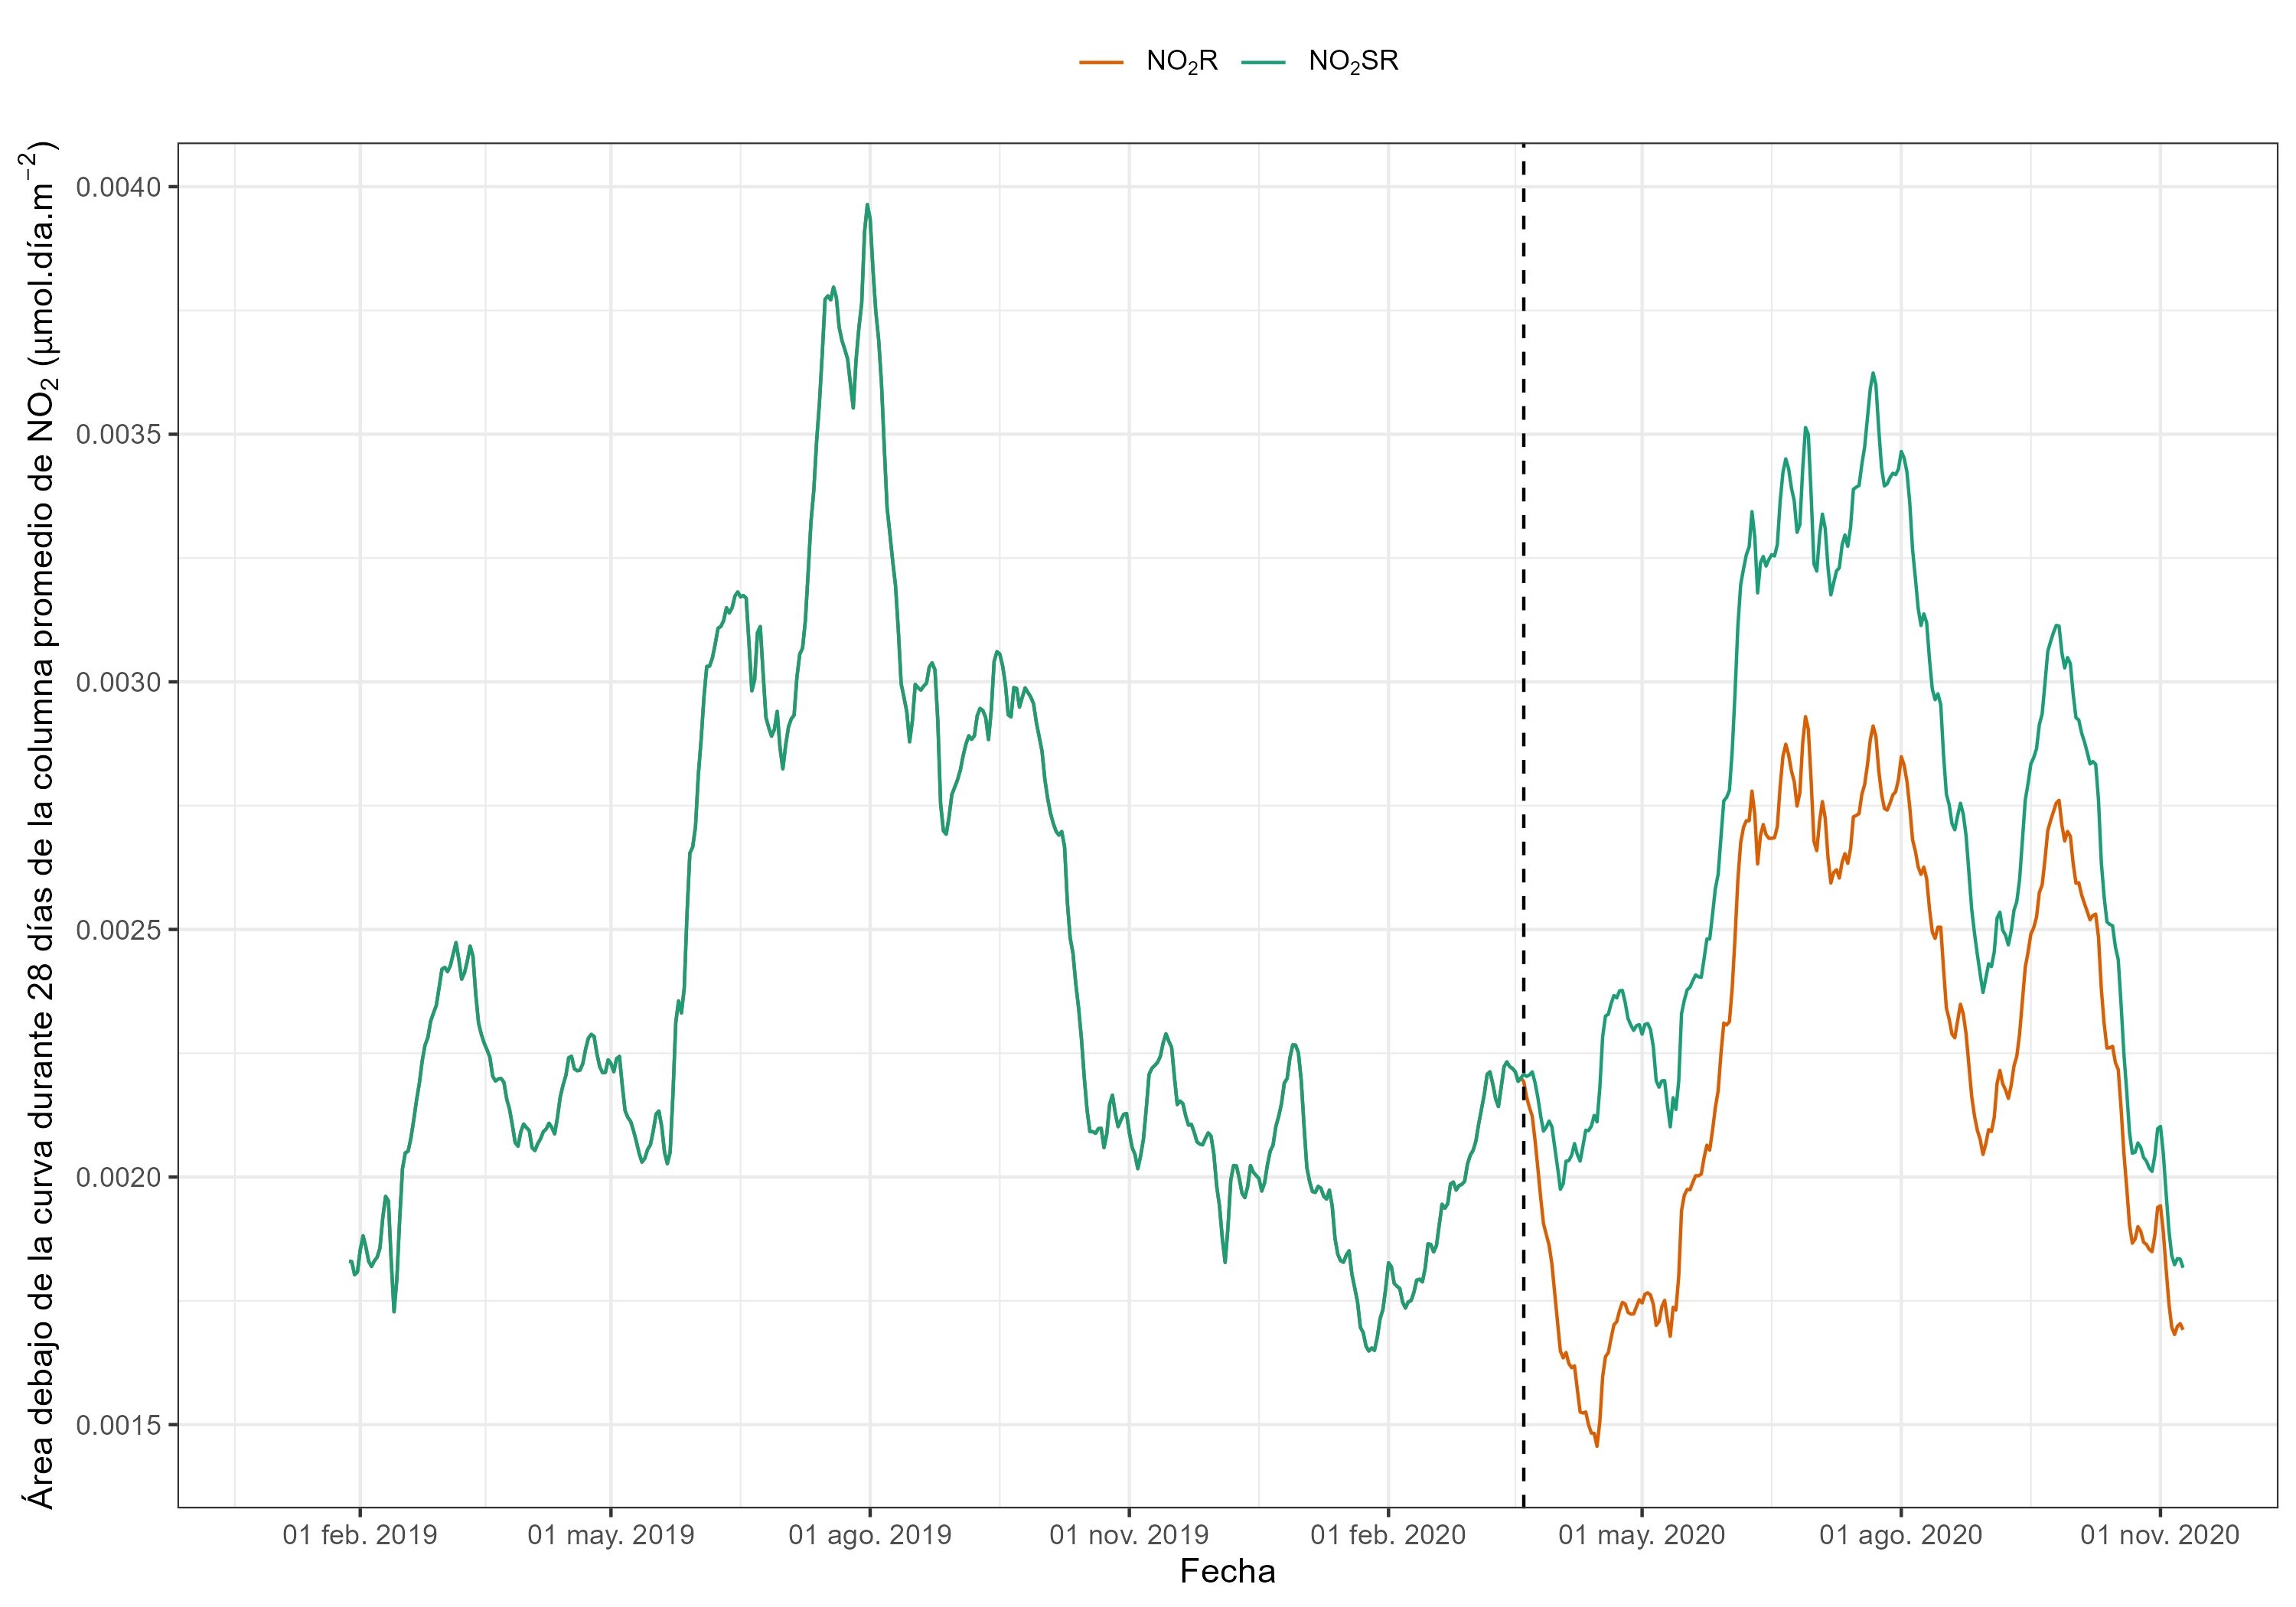 NO₂R NO₂SR
Área debajo de la curva durante 28 días de la columna promedio de NO₂ (µmol.día.m⁻²)
0.0040
0.0035
0.0030
0.0025
0.0020
0.0015
01 feb. 2019 01 may. 2019 01 ago. 2019 01 nov. 2019 01 feb. 2020 01 may. 2020 01 ago. 2020 01 nov. 2020
Fecha